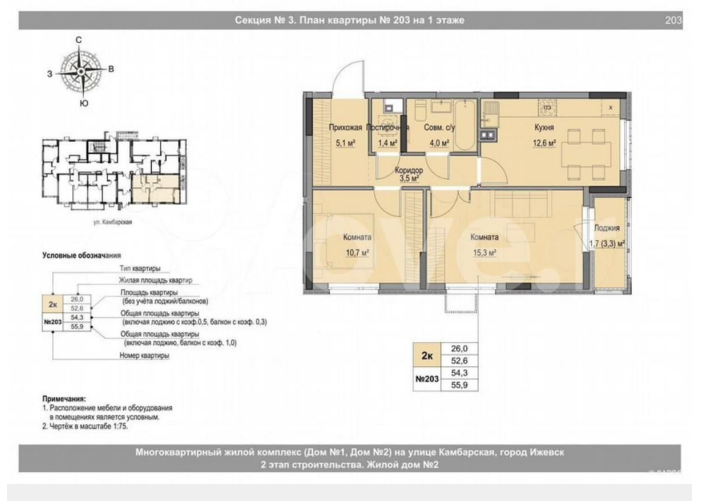 Секция № 3. План квартиры № 203 на 1 этаже
203
С
З
В
Ю
Прихожая
5,1 м²
Постирочная
1,4 м²
Совм. с/у
4,0 м²
Кухня
12,6 м²
Коридор
3,5 м²
Комната
10,7 м²
Комната
15,3 м²
Лоджия
1,7 (3,3) м²
ул. Камбарская
Условные обозначания
Тип квартиры
Жилая площадь квартир
Площадь квартиры
(без учёта лоджий/балконов)
Общая площадь квартиры
(включая лоджию с коэф.0,5, балкон с коэф. 0,3)
Общая площадь квартиры
(включая лоджию, балкон с коэф. 1,0)
Номер квартиры
2к
№203
26,0
52,6
54,3
55,9
2к
№203
26,0
52,6
54,3
55,9
Примечания:
1. Расположение мебели и оборудования
в помещениях является условным.
2. Чертёж в масштабе 1:75.
Многоквартирный жилой комплекс (Дом №1, Дом №2) на улице Камбарская, город Ижевск
2 этап строительства. Жилой дом №2